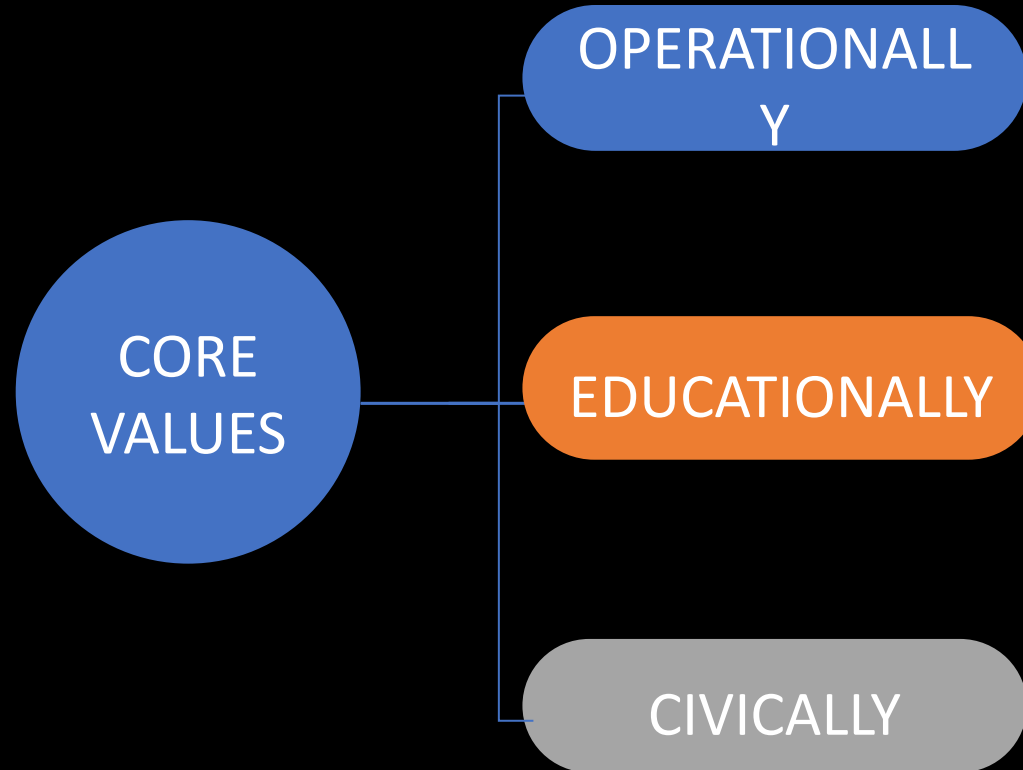 OPERATIONALL
Y
CORE
VALUES
EDUCATIONALLY
CIVICALLY